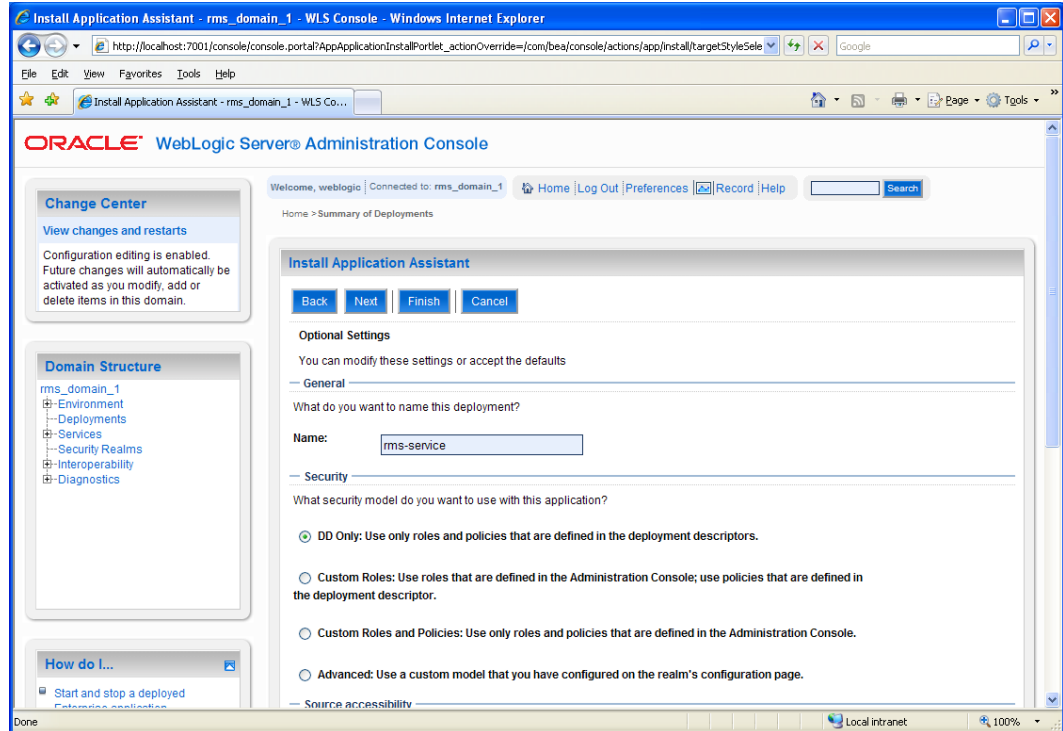 Install Application Assistant - rms_domain_1 - WLS Console - Windows Internet Explorer
http://localhost:7001/console/console.portal?AppApplicationInstallPortlet_actionOverride=/com/bea/console/actions/app/install/targetStyleSele
Google
File Edit View Favorites Tools Help
Install Application Assistant - rms_domain_1 - WLS Co...
Page Tools
ORACLE WebLogic Server® Administration Console
Change Center
View changes and restarts
Configuration editing is enabled.
Future changes will automatically be
activated as you modify, add or
delete items in this domain.
Domain Structure
rms_domain_1
Environment
Deployments
Services
Security Realms
Interoperability
Diagnostics
How do I...
Start and stop a deployed
Enterprise application
Welcome, weblogic Connected to: rms_domain_1 Home Log Out Preferences Record Help Search
Home >Summary of Deployments
Install Application Assistant
Back Next Finish Cancel
Optional Settings
You can modify these settings or accept the defaults
General
What do you want to name this deployment?
Name: rms-service
Security
What security model do you want to use with this application?
DD Only: Use only roles and policies that are defined in the deployment descriptors.
Custom Roles: Use roles that are defined in the Administration Console; use policies that are defined in
the deployment descriptor.
Custom Roles and Policies: Use only roles and policies that are defined in the Administration Console.
Advanced: Use a custom model that you have configured on the realm's configuration page.
Source accessibility
Done Local intranet 100%